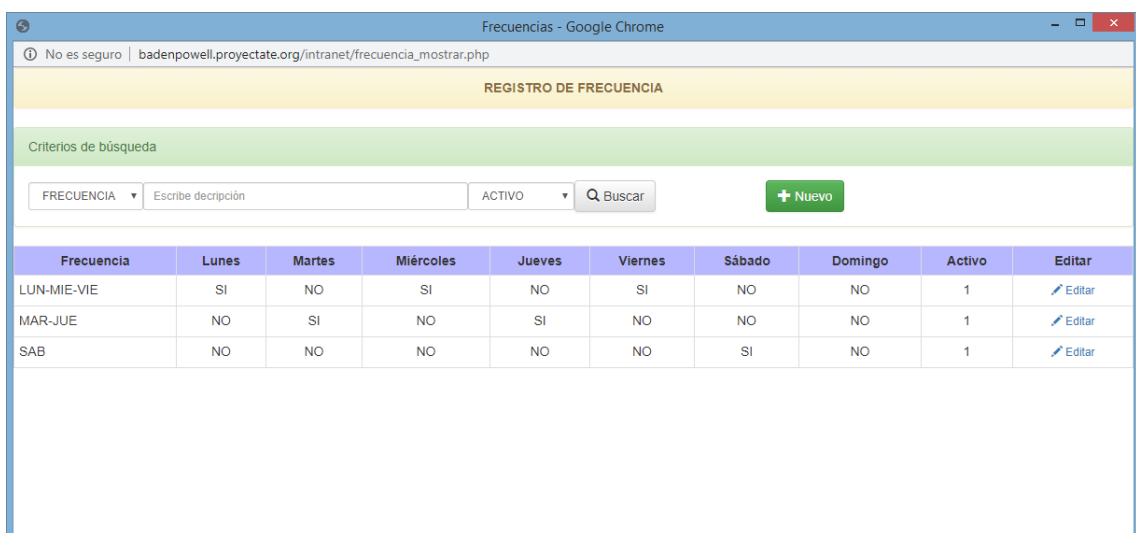 Frecuencias - Google Chrome
No es seguro | badenpowell.proyectate.org/intranet/frecuencia_mostrar.php
REGISTRO DE FRECUENCIA
Criterios de búsqueda
FRECUENCIA Escribe decripción ACTIVO Buscar Nuevo
Frecuencia Lunes Martes Miércoles Jueves Viernes Sábado Domingo Activo Editar
LUN-MIE-VIE SI NO SI NO SI NO NO 1 Editar
MAR-JUE NO SI NO SI NO NO NO 1 Editar
SAB NO NO NO NO NO SI NO 1 Editar